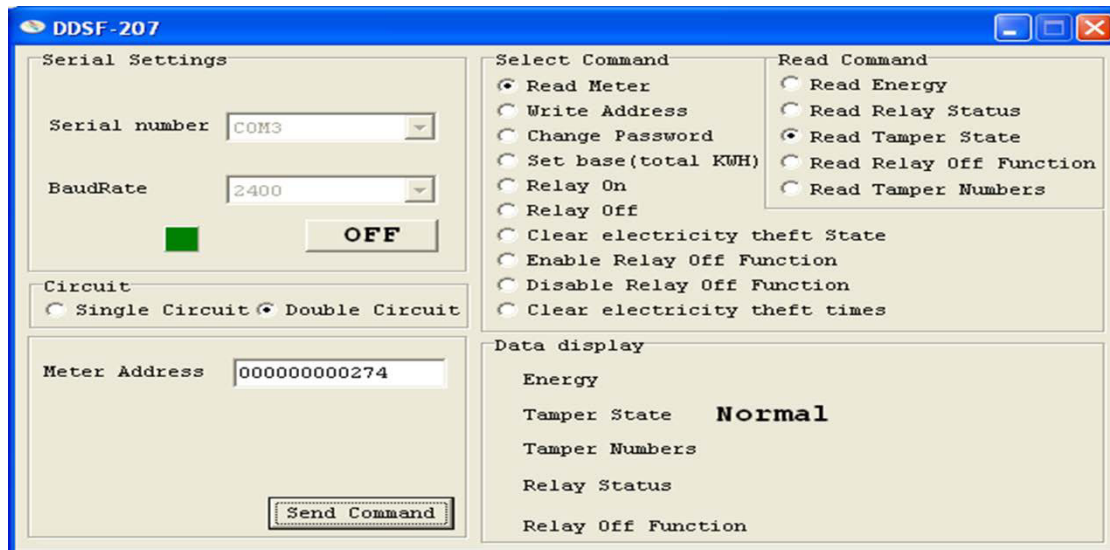 DDSF-207
Serial Settings
Serial number COM3
BaudRate 2400
OFF
Circuit
Single Circuit Double Circuit
Meter Address 000000000274
Send Command
Select Command
Read Meter
Write Address
Change Password
Set base(total KWH)
Relay On
Relay Off
Clear electricity theft State
Enable Relay Off Function
Disable Relay Off Function
Clear electricity theft times
Read Command
Read Energy
Read Relay Status
Read Tamper State
Read Relay Off Function
Read Tamper Numbers
Data display
Energy
Tamper State Normal
Tamper Numbers
Relay Status
Relay Off Function